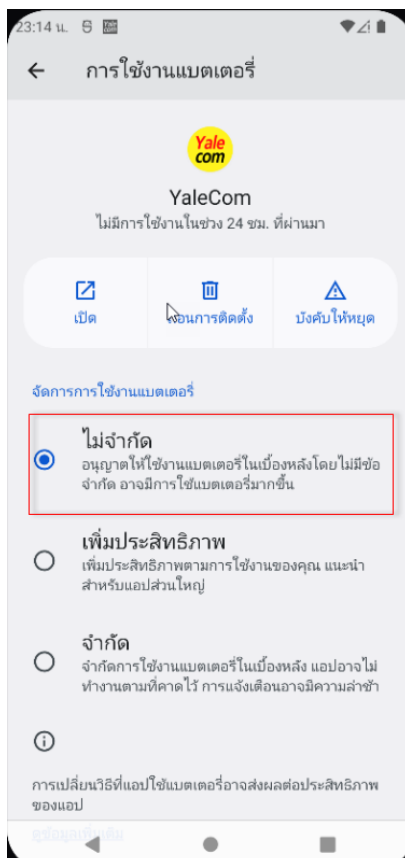 23:14 น.
การใช้งานแบตเตอรี่
Yale
com
YaleCom
ไม่มีการใช้งานในช่วง 24 ชม. ที่ผ่านมา
เปิด
ถอนการติดตั้ง
บังคับให้หยุด
จัดการการใช้งานแบตเตอรี่
ไม่จำกัด
อนุญาตให้ใช้งานแบตเตอรี่ในเบื้องหลังโดยไม่มีข้อ
จำกัด อาจมีการใช้แบตเตอรี่มากขึ้น
เพิ่มประสิทธิภาพ
เพิ่มประสิทธิภาพตามการใช้งานของคุณ แนะนำ
สำหรับแอปส่วนใหญ่
จำกัด
จำกัดการใช้งานแบตเตอรี่ในเบื้องหลัง แอปอาจไม่
ทำงานตามที่คาดไว้ การแจ้งเตือนอาจมีความล่าช้า
การเปลี่ยนวิธีที่แอปใช้แบตเตอรี่อาจส่งผลต่อประสิทธิภาพ
ของแอป
ดูข้อมูลเพิ่มเติม